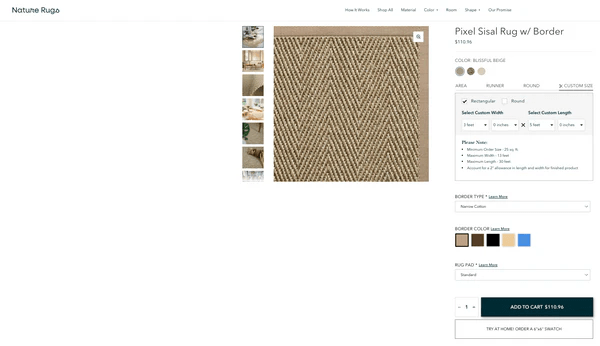 Natural Rugs
How It Works
Shop All
Material
Color
Room
Shape
Our Promise
Pixel Sisal Rug w/ Border
$110.96
COLOR: BLISSFUL BEIGE
AREA
RUNNER
ROUND
CUSTOM SIZE
Rectangular
Round
Select Custom Width
Select Custom Length
0 inches
5 feet
0 inches
Please Note:
Minimum Order Size - 25 sq. ft.
Maximum Width - 13 feet
Maximum Length - 30 feet
Account for a 2" allowance in length and width for finished product
BORDER TYPE * Learn More
Narrow Cotton
BORDER COLOR Learn More
RUG PAD * Learn More
Standard
− 1 +
ADD TO CART $110.96
TRY AT HOME! ORDER A 6"x6" SWATCH